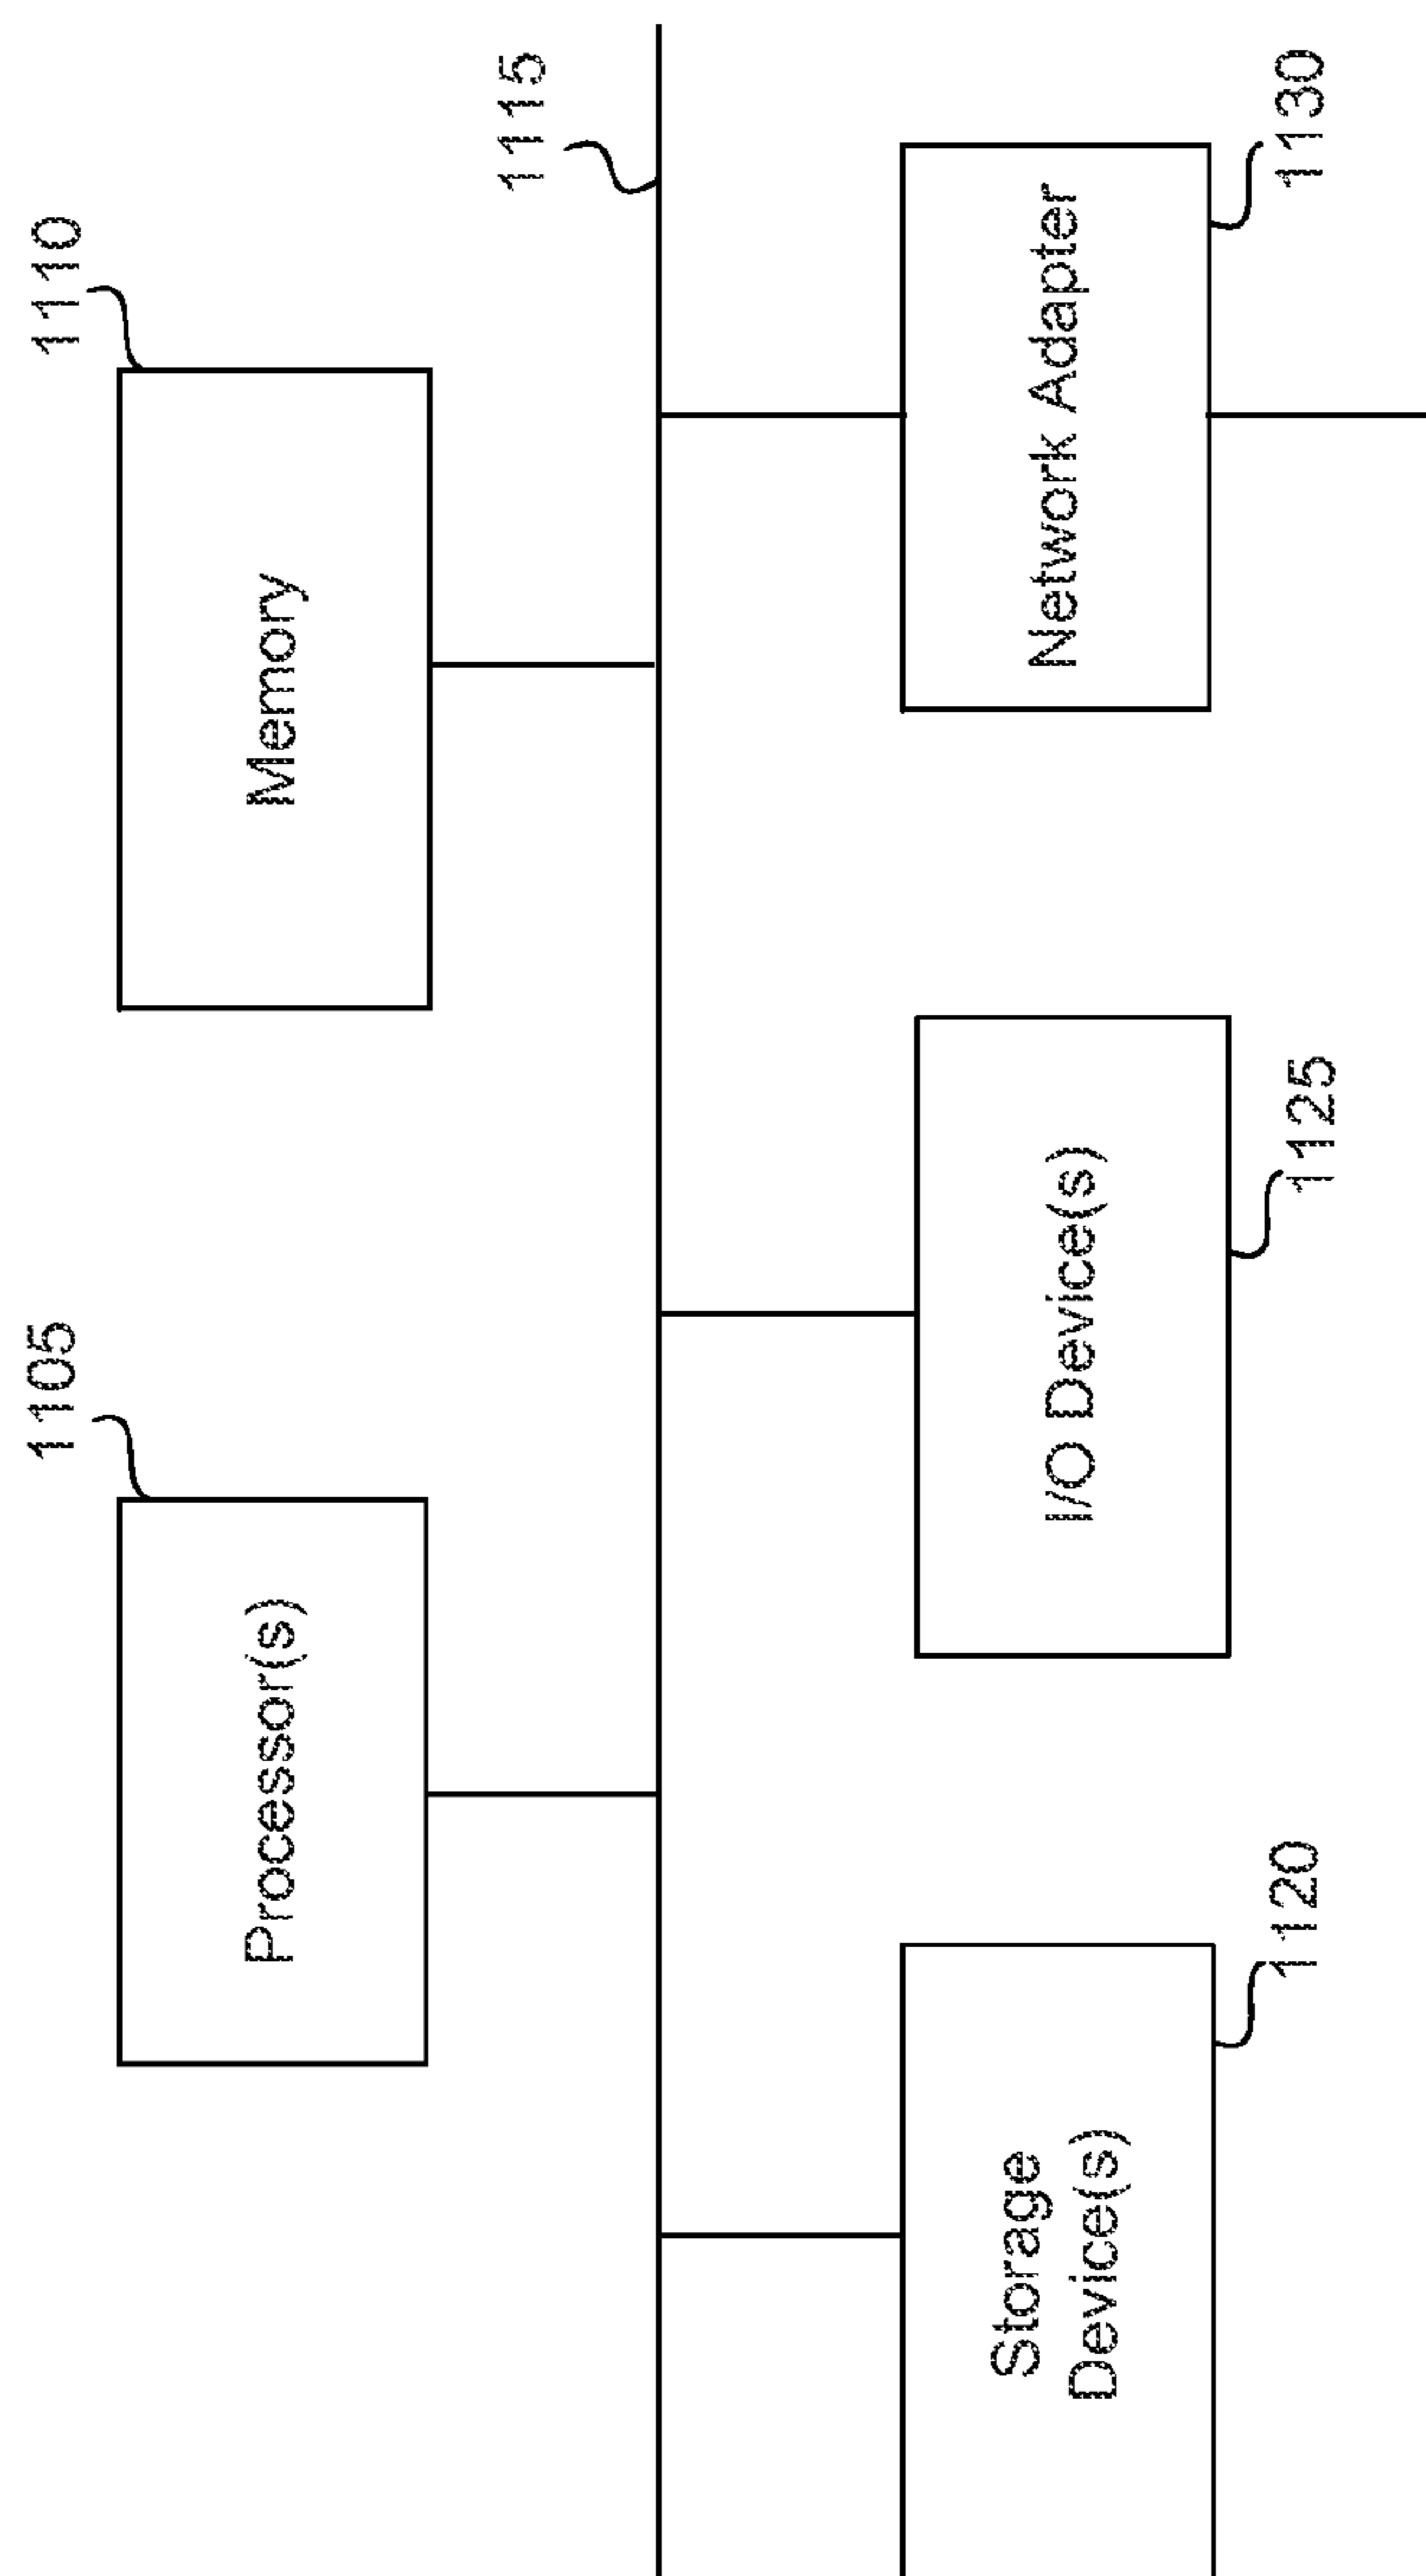 1105
Processor(s)
1110
Memory
1115
Storage
Device(s)
1120
I/O Device(s)
1125
Network Adapter
1130